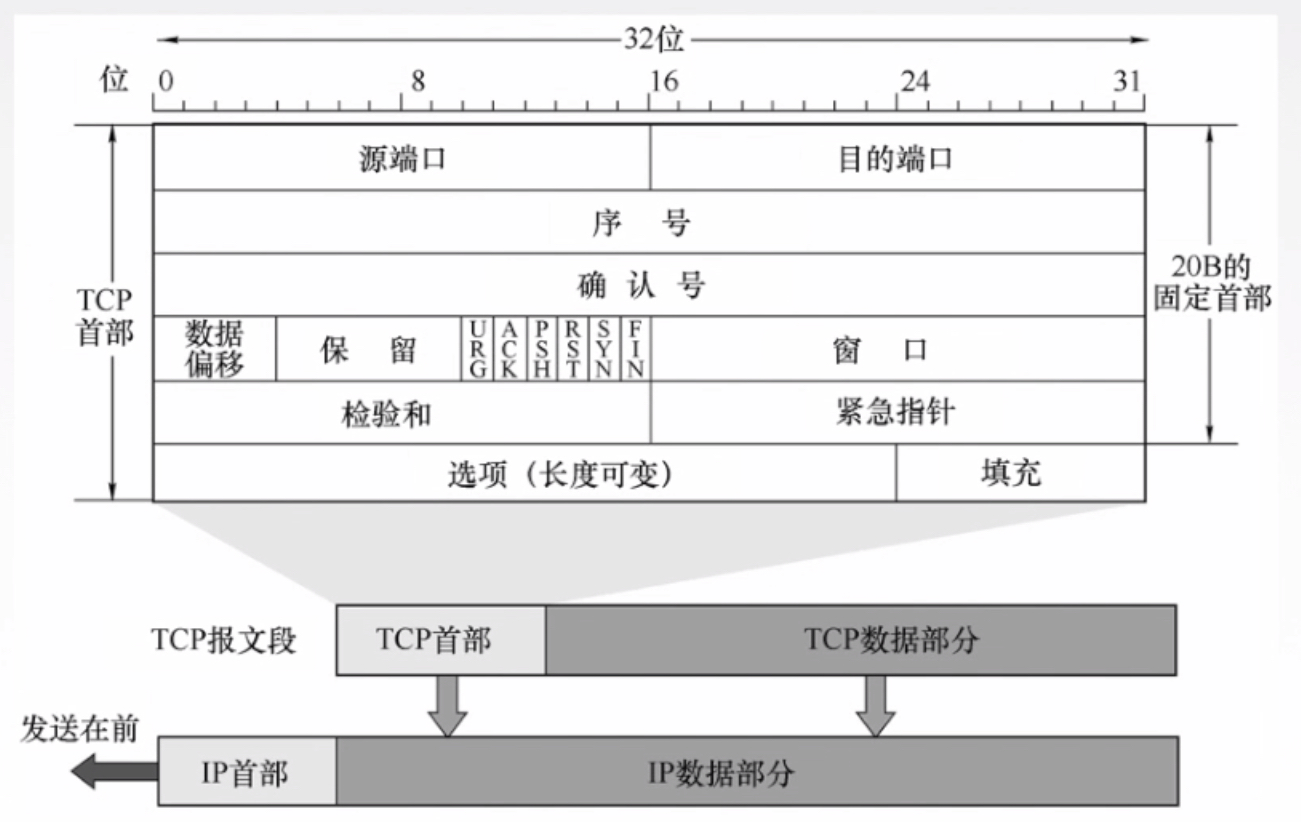 32位
位 0 8 16 24 31
源端口 目的端口
序 号
确 认 号
TCP
首部
20B的
固定首部
数据
偏移
保 留
URG
ACK
PSH
RST
SYN
FIN
窗 口
检验和 紧急指针
选项（长度可变） 填充
TCP报文段 TCP首部 TCP数据部分
发送在前
IP首部 IP数据部分